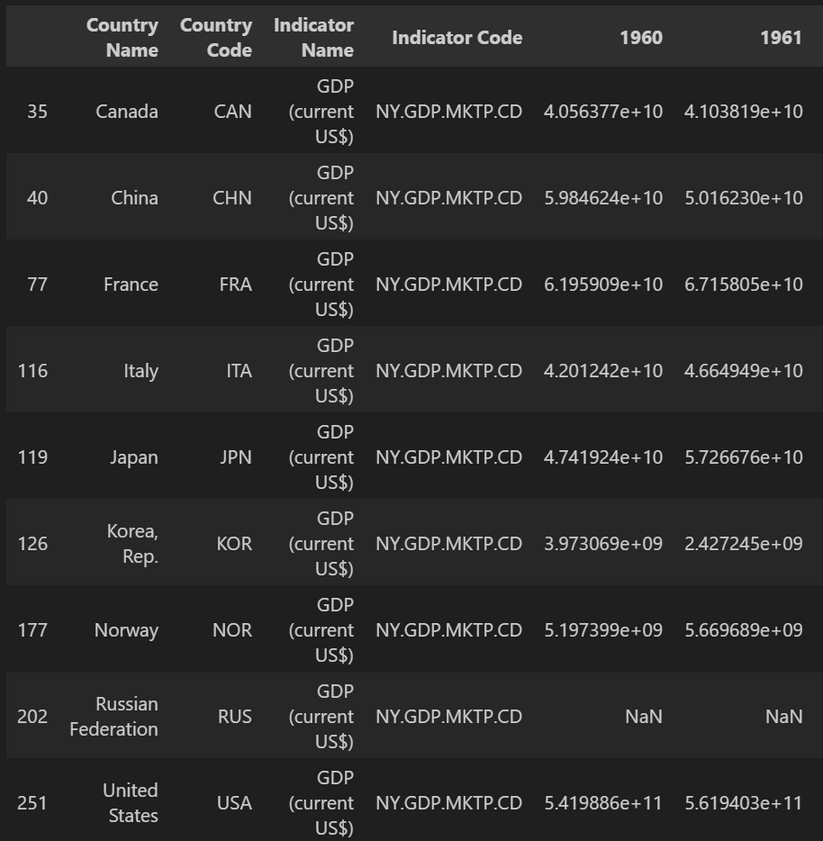 Country Name Country Code Indicator Name Indicator Code 1960 1961
35 Canada CAN GDP (current US$) NY.GDP.MKTP.CD 4.056377e+10 4.103819e+10
40 China CHN GDP (current US$) NY.GDP.MKTP.CD 5.984624e+10 5.016230e+10
77 France FRA GDP (current US$) NY.GDP.MKTP.CD 6.195909e+10 6.715805e+10
116 Italy ITA GDP (current US$) NY.GDP.MKTP.CD 4.201242e+10 4.664949e+10
119 Japan JPN GDP (current US$) NY.GDP.MKTP.CD 4.741924e+10 5.726676e+10
126 Korea, Rep. KOR GDP (current US$) NY.GDP.MKTP.CD 3.973069e+09 2.427245e+09
177 Norway NOR GDP (current US$) NY.GDP.MKTP.CD 5.197399e+09 5.669689e+09
202 Russian Federation RUS GDP (current US$) NY.GDP.MKTP.CD NaN NaN
251 United States USA GDP (current US$) NY.GDP.MKTP.CD 5.419886e+11 5.619403e+11